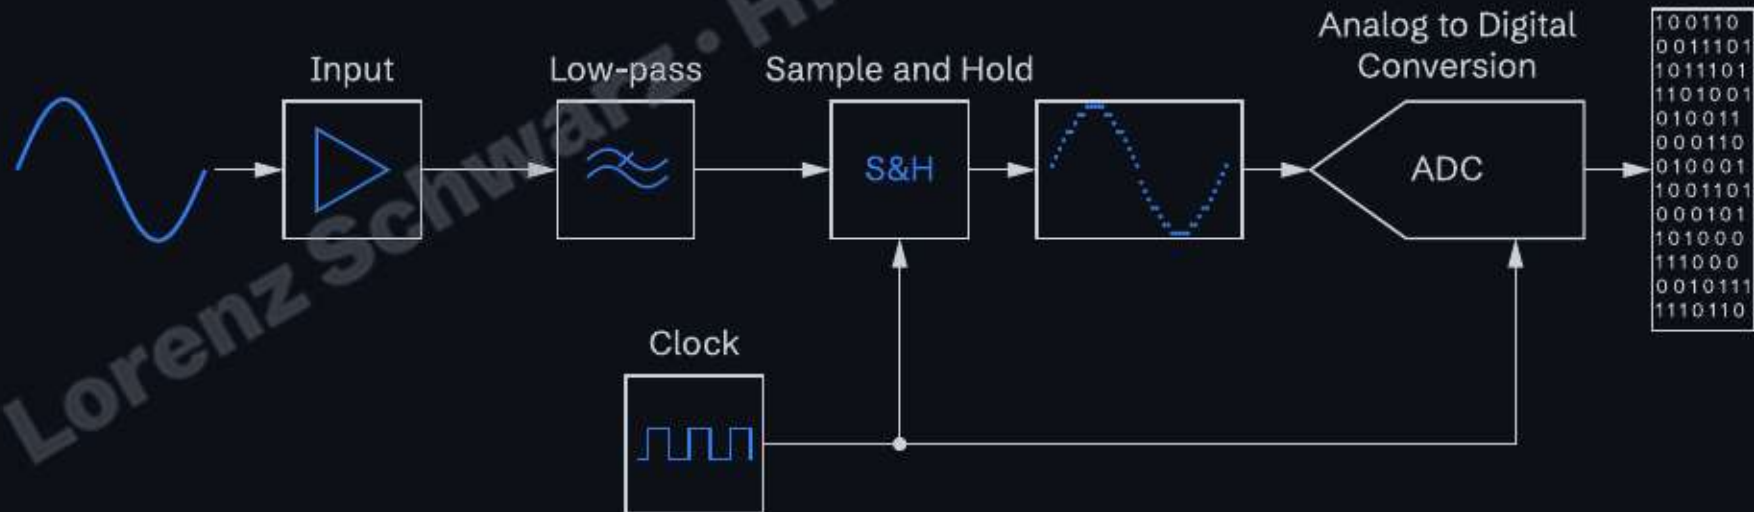 Analog to Digital
Conversion
Input
Low-pass
Sample and Hold
S&H
ADC
100110
0011101
1011101
1101001
010011
000110
010001
1001101
000101
101000
111000
0010111
1110110
Clock
Lorenz Schwarz · H